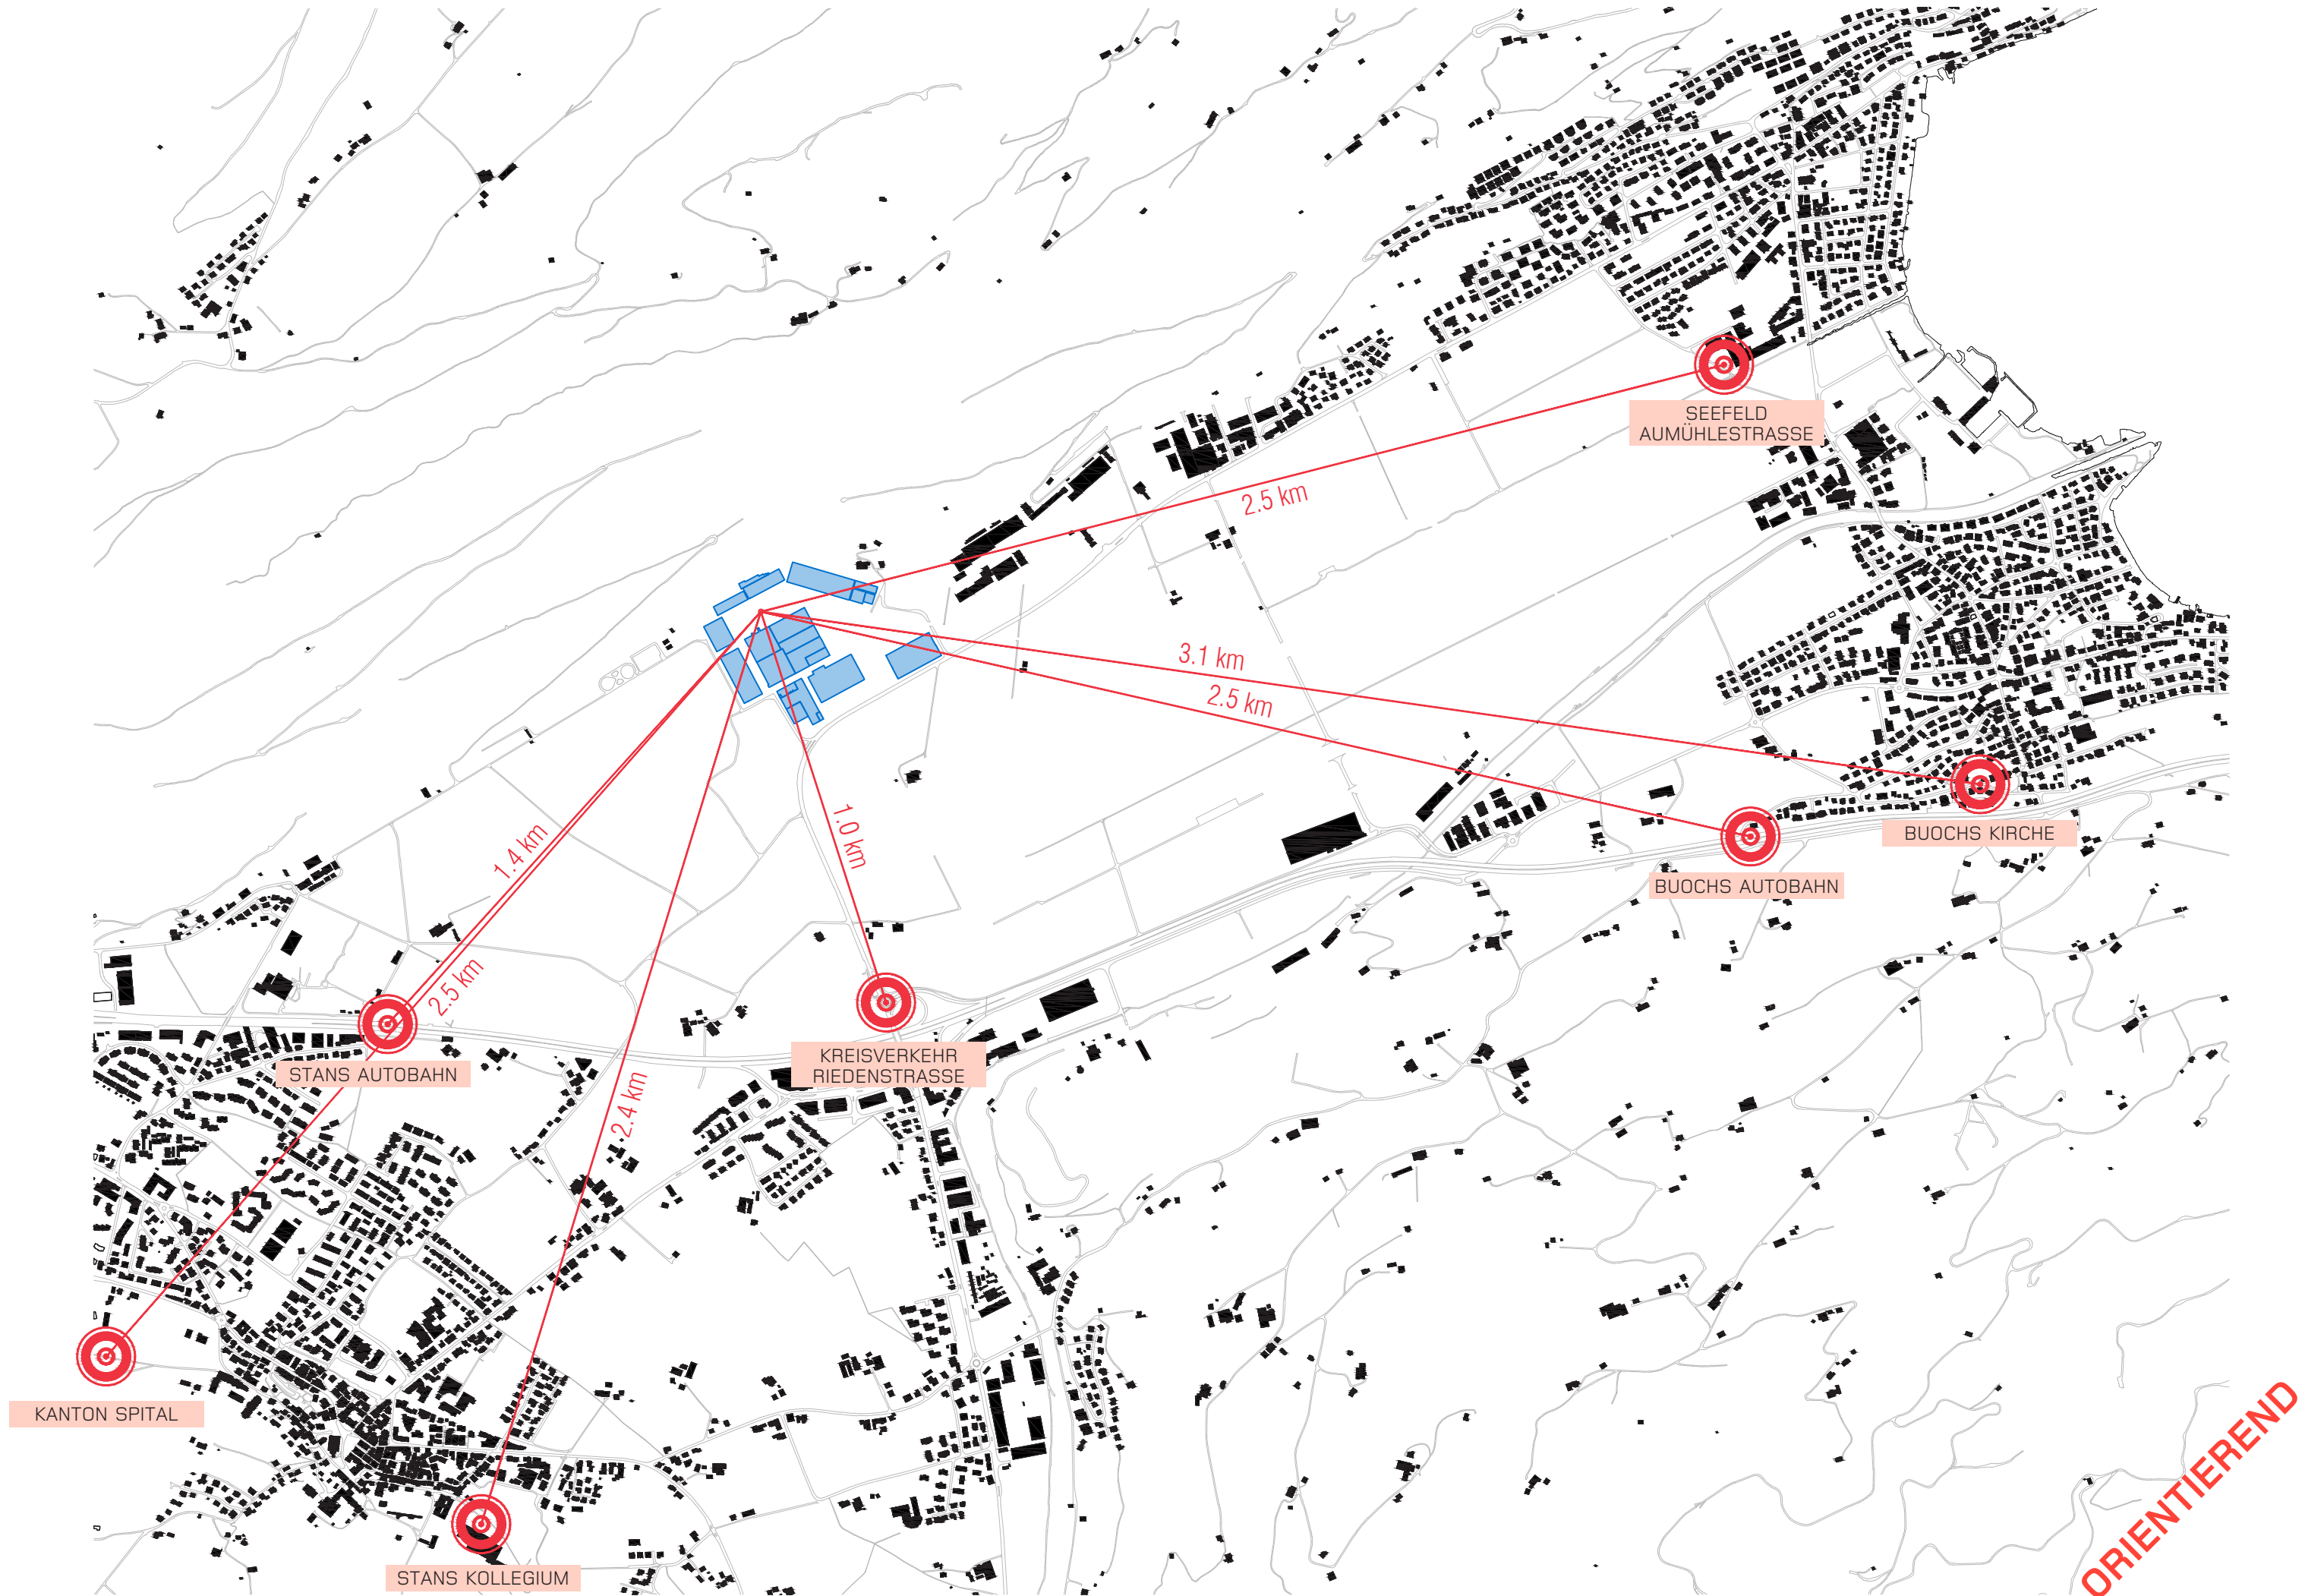 SEEFELD
AUMÜHLESTRASSE
2.5 km
3.1 km
2.5 km
1.4 km
1.0 km
BUOCHS KIRCHE
BUOCHS AUTOBAHN
2.5 km
KREISVERKEHR
RIEDENSTRASSE
STANS AUTOBAHN
2.4 km
KANTON SPITAL
STANS KOLLEGIUM
ORIENTIEREND